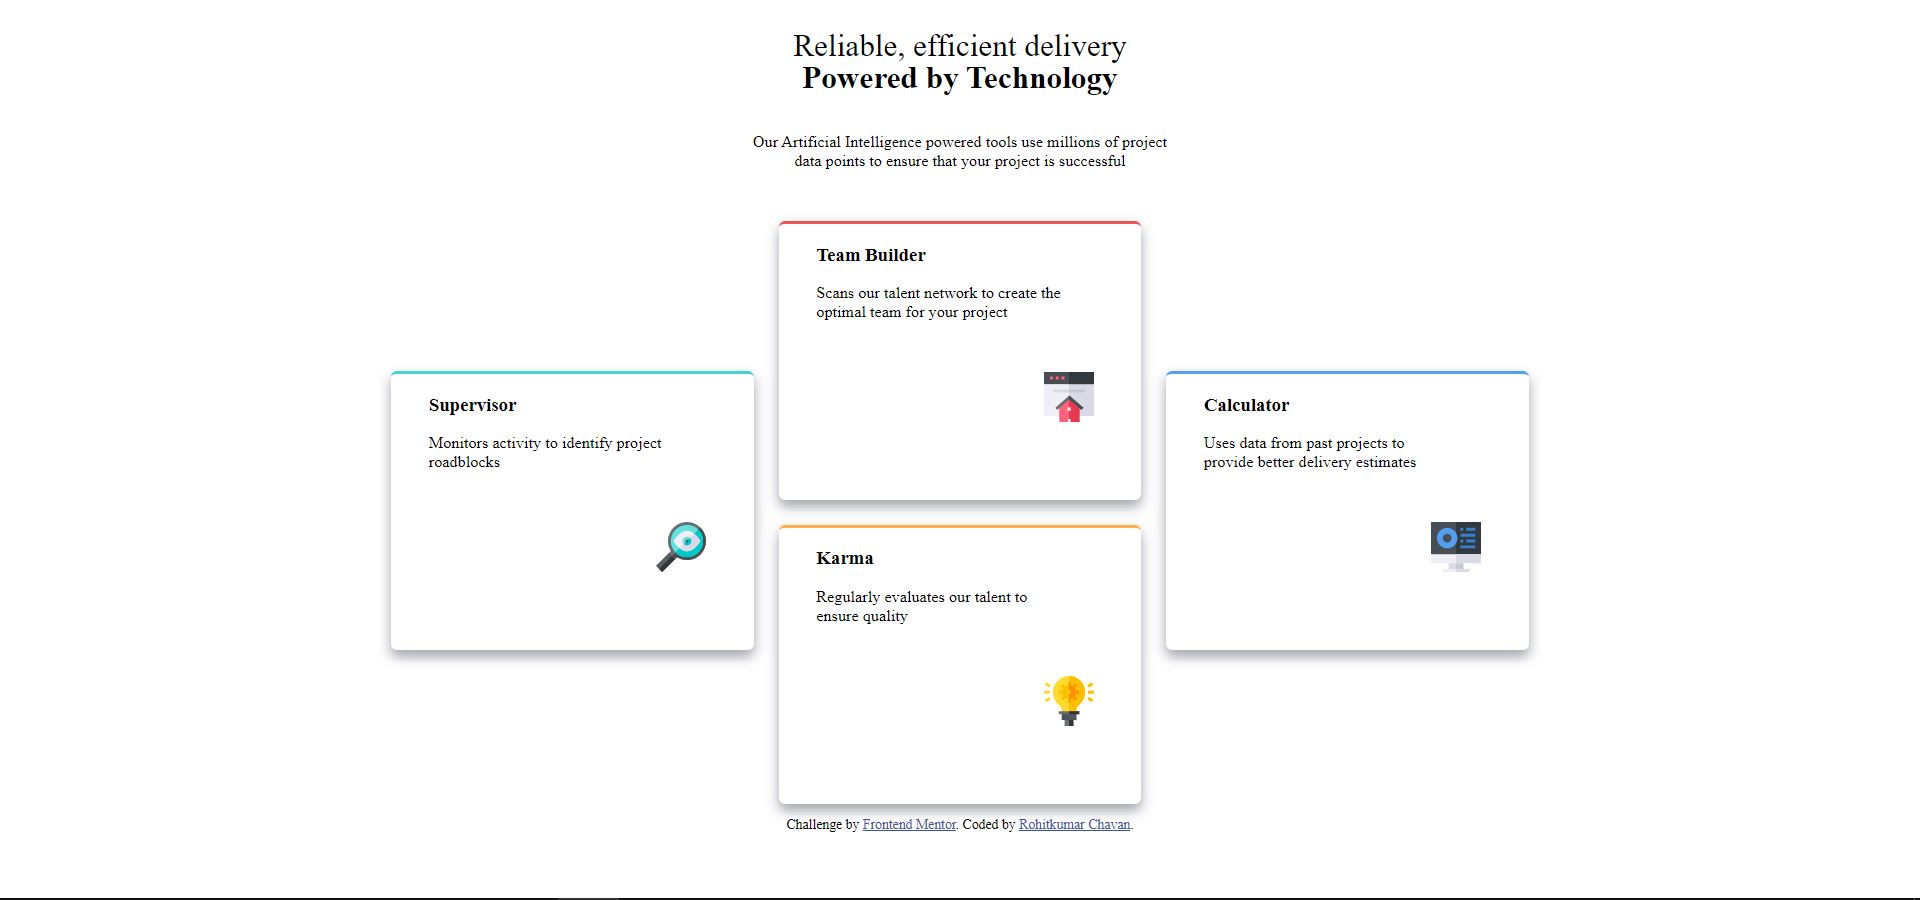 Reliable, efficient delivery
Powered by Technology
Our Artificial Intelligence powered tools use millions of project
data points to ensure that your project is successful
Team Builder
Scans our talent network to create the
optimal team for your project
Supervisor
Monitors activity to identify project
roadblocks
Calculator
Uses data from past projects to
provide better delivery estimates
Karma
Regularly evaluates our talent to
ensure quality
Challenge by Frontend Mentor. Coded by Rohitkumar Chavan.